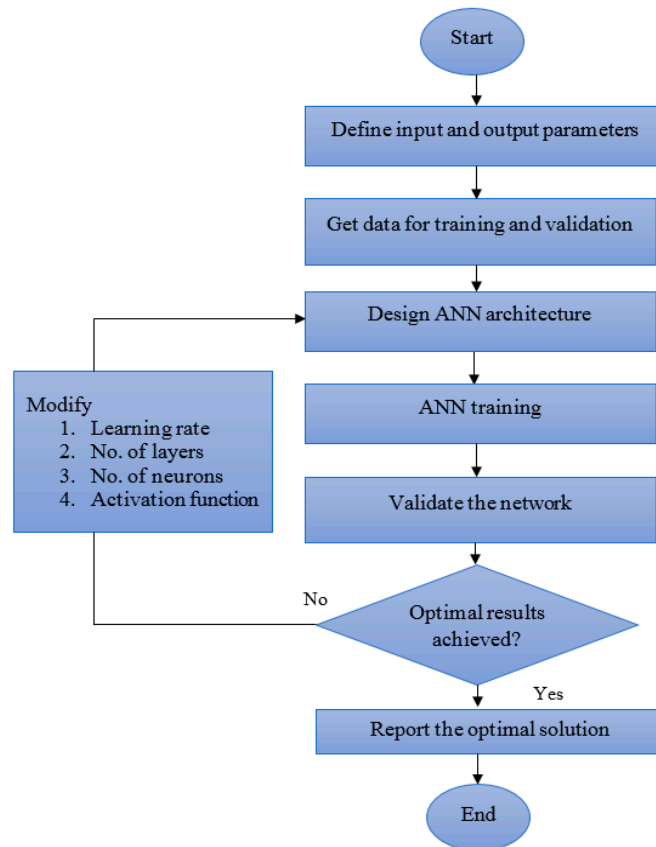 Start
Define input and output parameters
Get data for training and validation
Design ANN architecture
Modify
1. Learning rate
2. No. of layers
3. No. of neurons
4. Activation function
ANN training
Validate the network
No
Optimal results
achieved?
Yes
Report the optimal solution
End